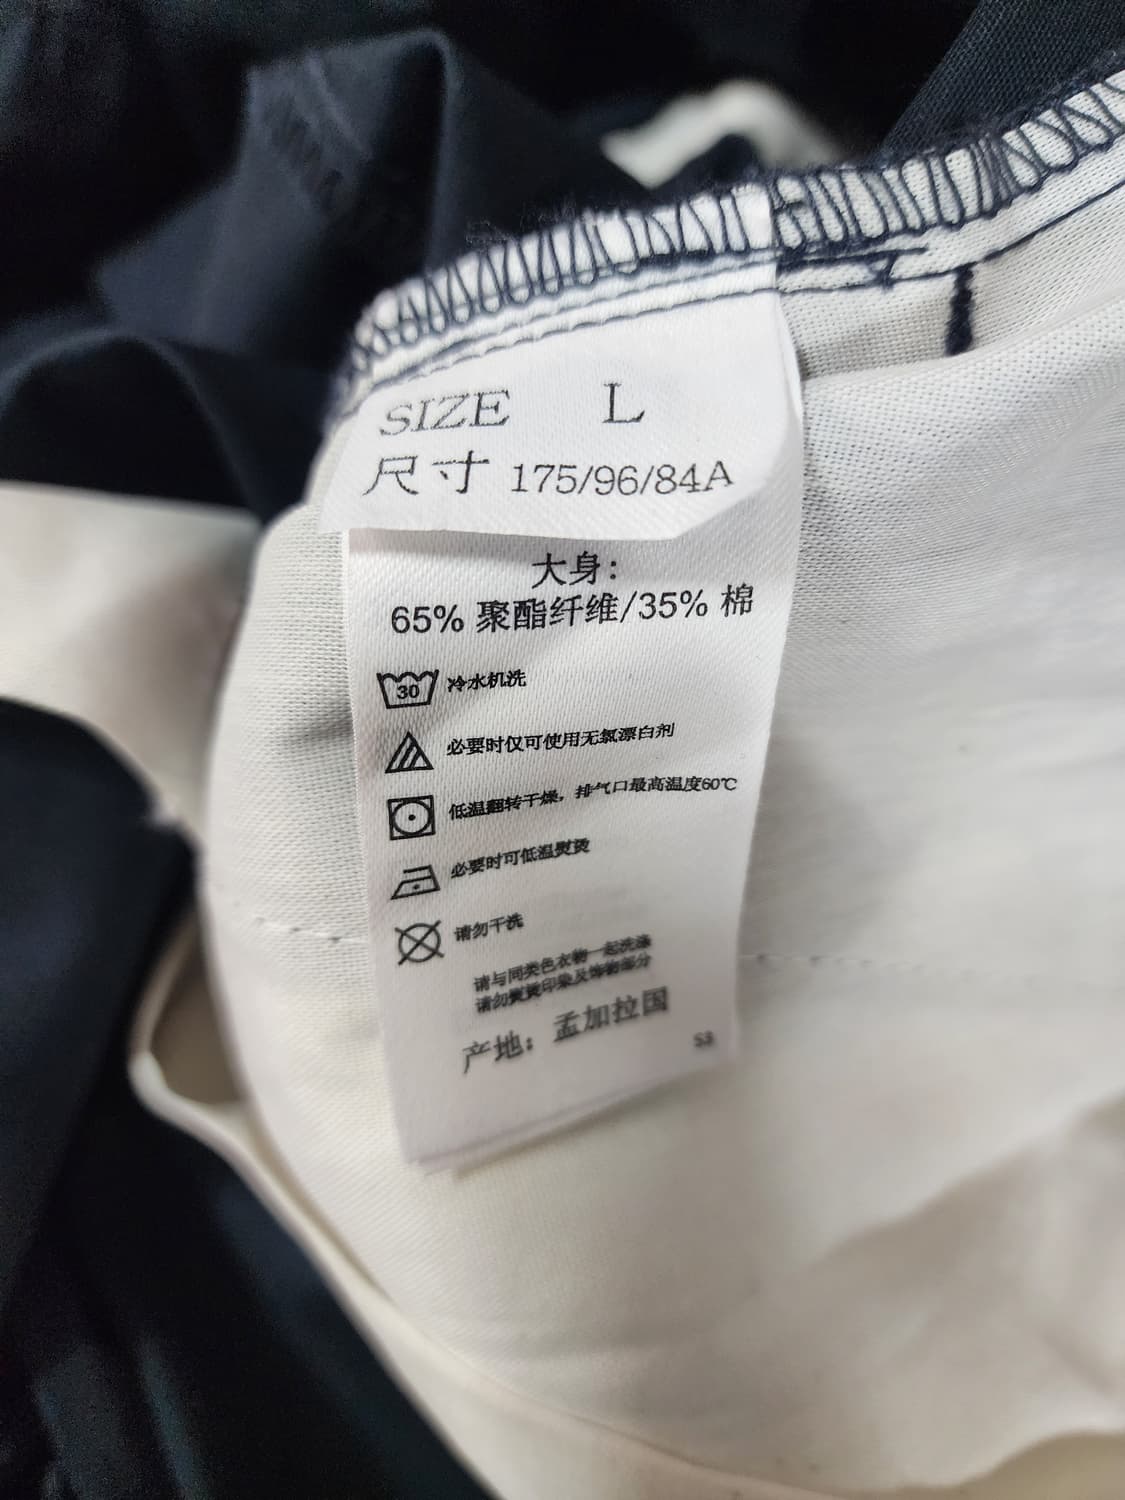 SIZE L
尺寸 175/96/84A
大身:
65% 聚酯纤维/35% 棉
30 冷水机洗
必要时仅可使用无氯漂白剂
低温翻转干燥，排气口最高温度60℃
必要时可低温熨烫
请勿干洗
请与同类色衣物一起洗涤
请勿熨烫印染及饰物部分
产地：孟加拉国
53